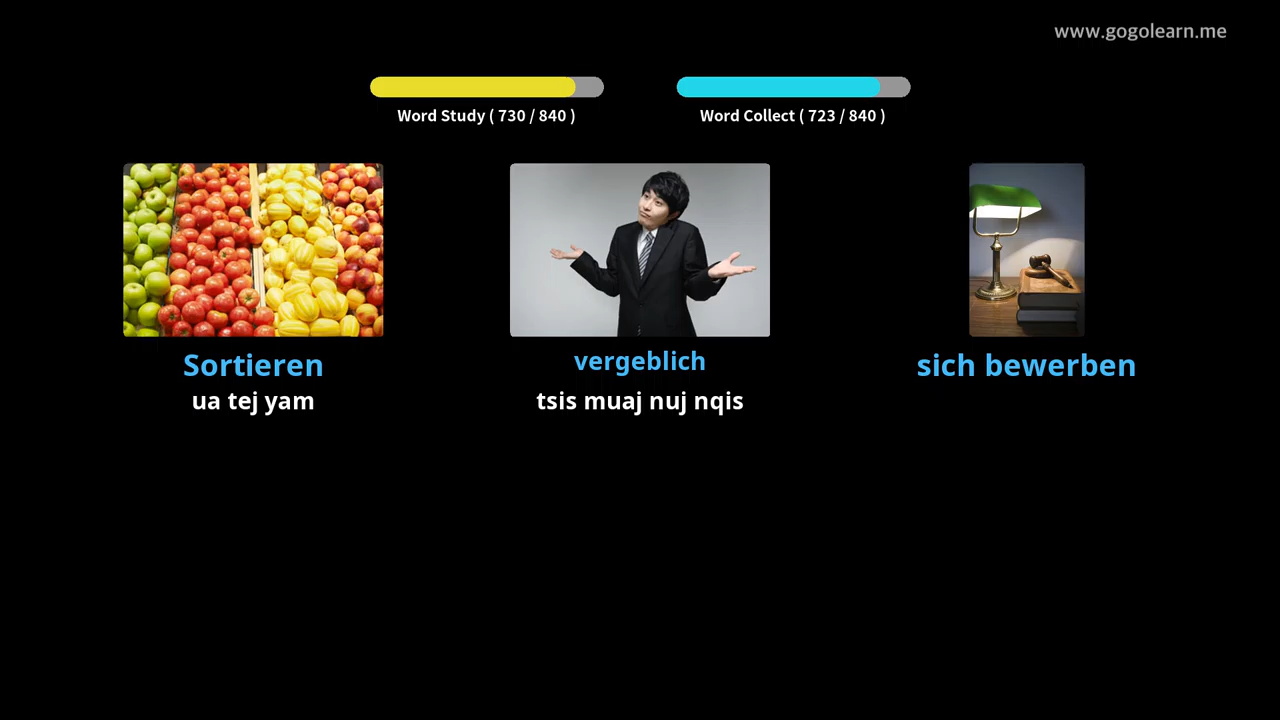 www.gogolearn.me
Word Study ( 730 / 840 )
Word Collect ( 723 / 840 )
Sortieren
ua tej yam
vergeblich
tsis muaj nuj nqis
sich bewerben